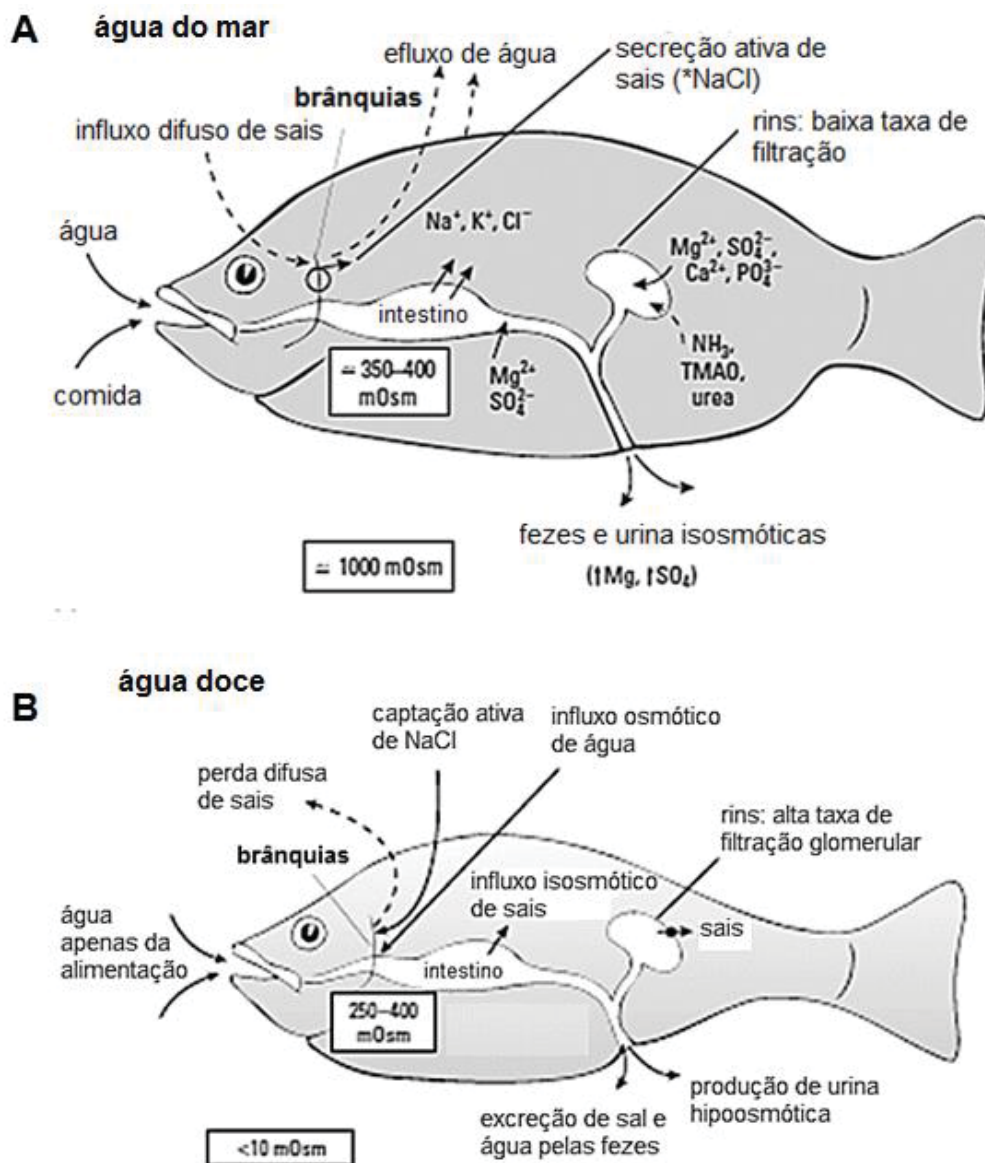 A água do mar
efluxo de água
secreção ativa de
sais (*NaCl)
brânquias
influxo difuso de sais
rins: baixa taxa de
filtração
água
Na⁺, K⁺, Cl⁻
Mg²⁺, SO₄²⁻,
Ca²⁺, PO₄³⁻
intestino
NH₃,
TMAO,
urea
≃ 350–400
mOsm
Mg²⁺
SO₄²⁻
comida
fezes e urina isosmóticas
(↑Mg, ↑SO₄)
≃ 1000 mOsm
B água doce
captação ativa
de NaCl
influxo osmótico
de água
perda difusa
de sais
rins: alta taxa de
filtração glomerular
brânquias
influxo isosmótico
de sais
sais
água
apenas da
alimentação
intestino
250–400
mOsm
produção de urina
hipoosmótica
excreção de sal e
água pelas fezes
<10 mOsm